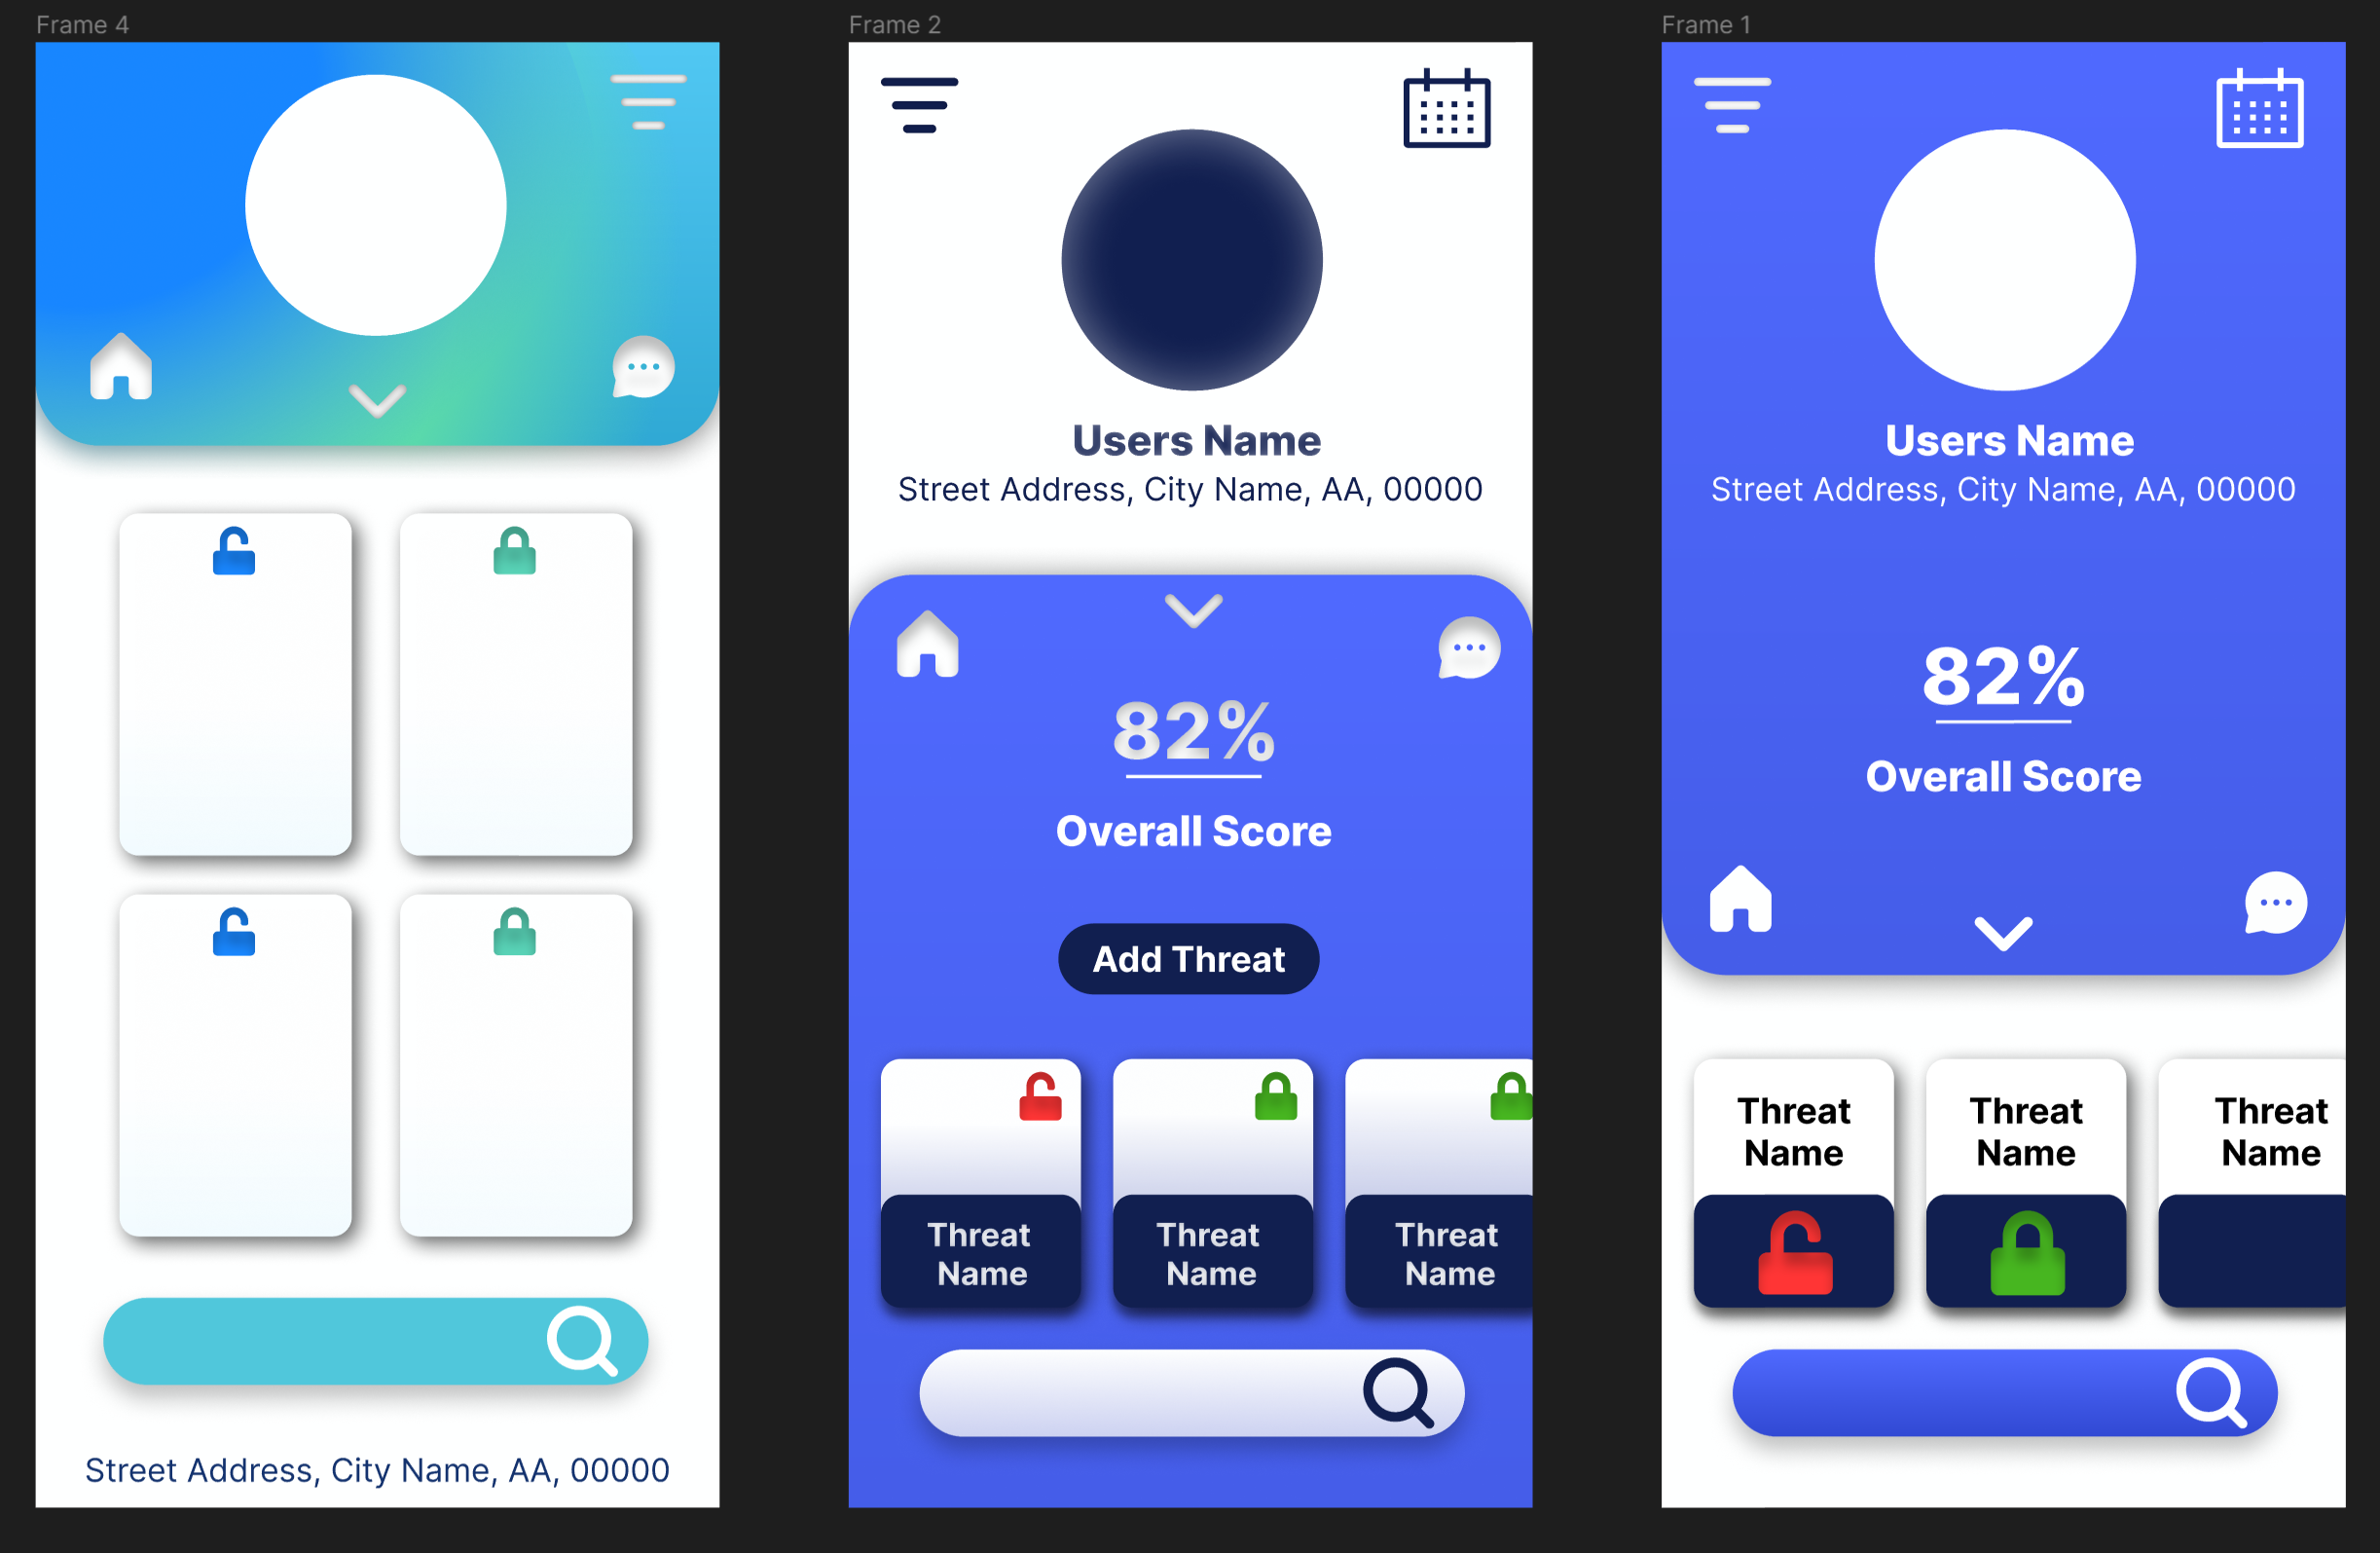 Frame 4
Street Address, City Name, AA, 00000
Frame 2
Users Name
Street Address, City Name, AA, 00000
82%
Overall Score
Add Threat
Threat
Name
Threat
Name
Threat
Name
Frame 1
Users Name
Street Address, City Name, AA, 00000
82%
Overall Score
Threat
Name
Threat
Name
Threat
Name